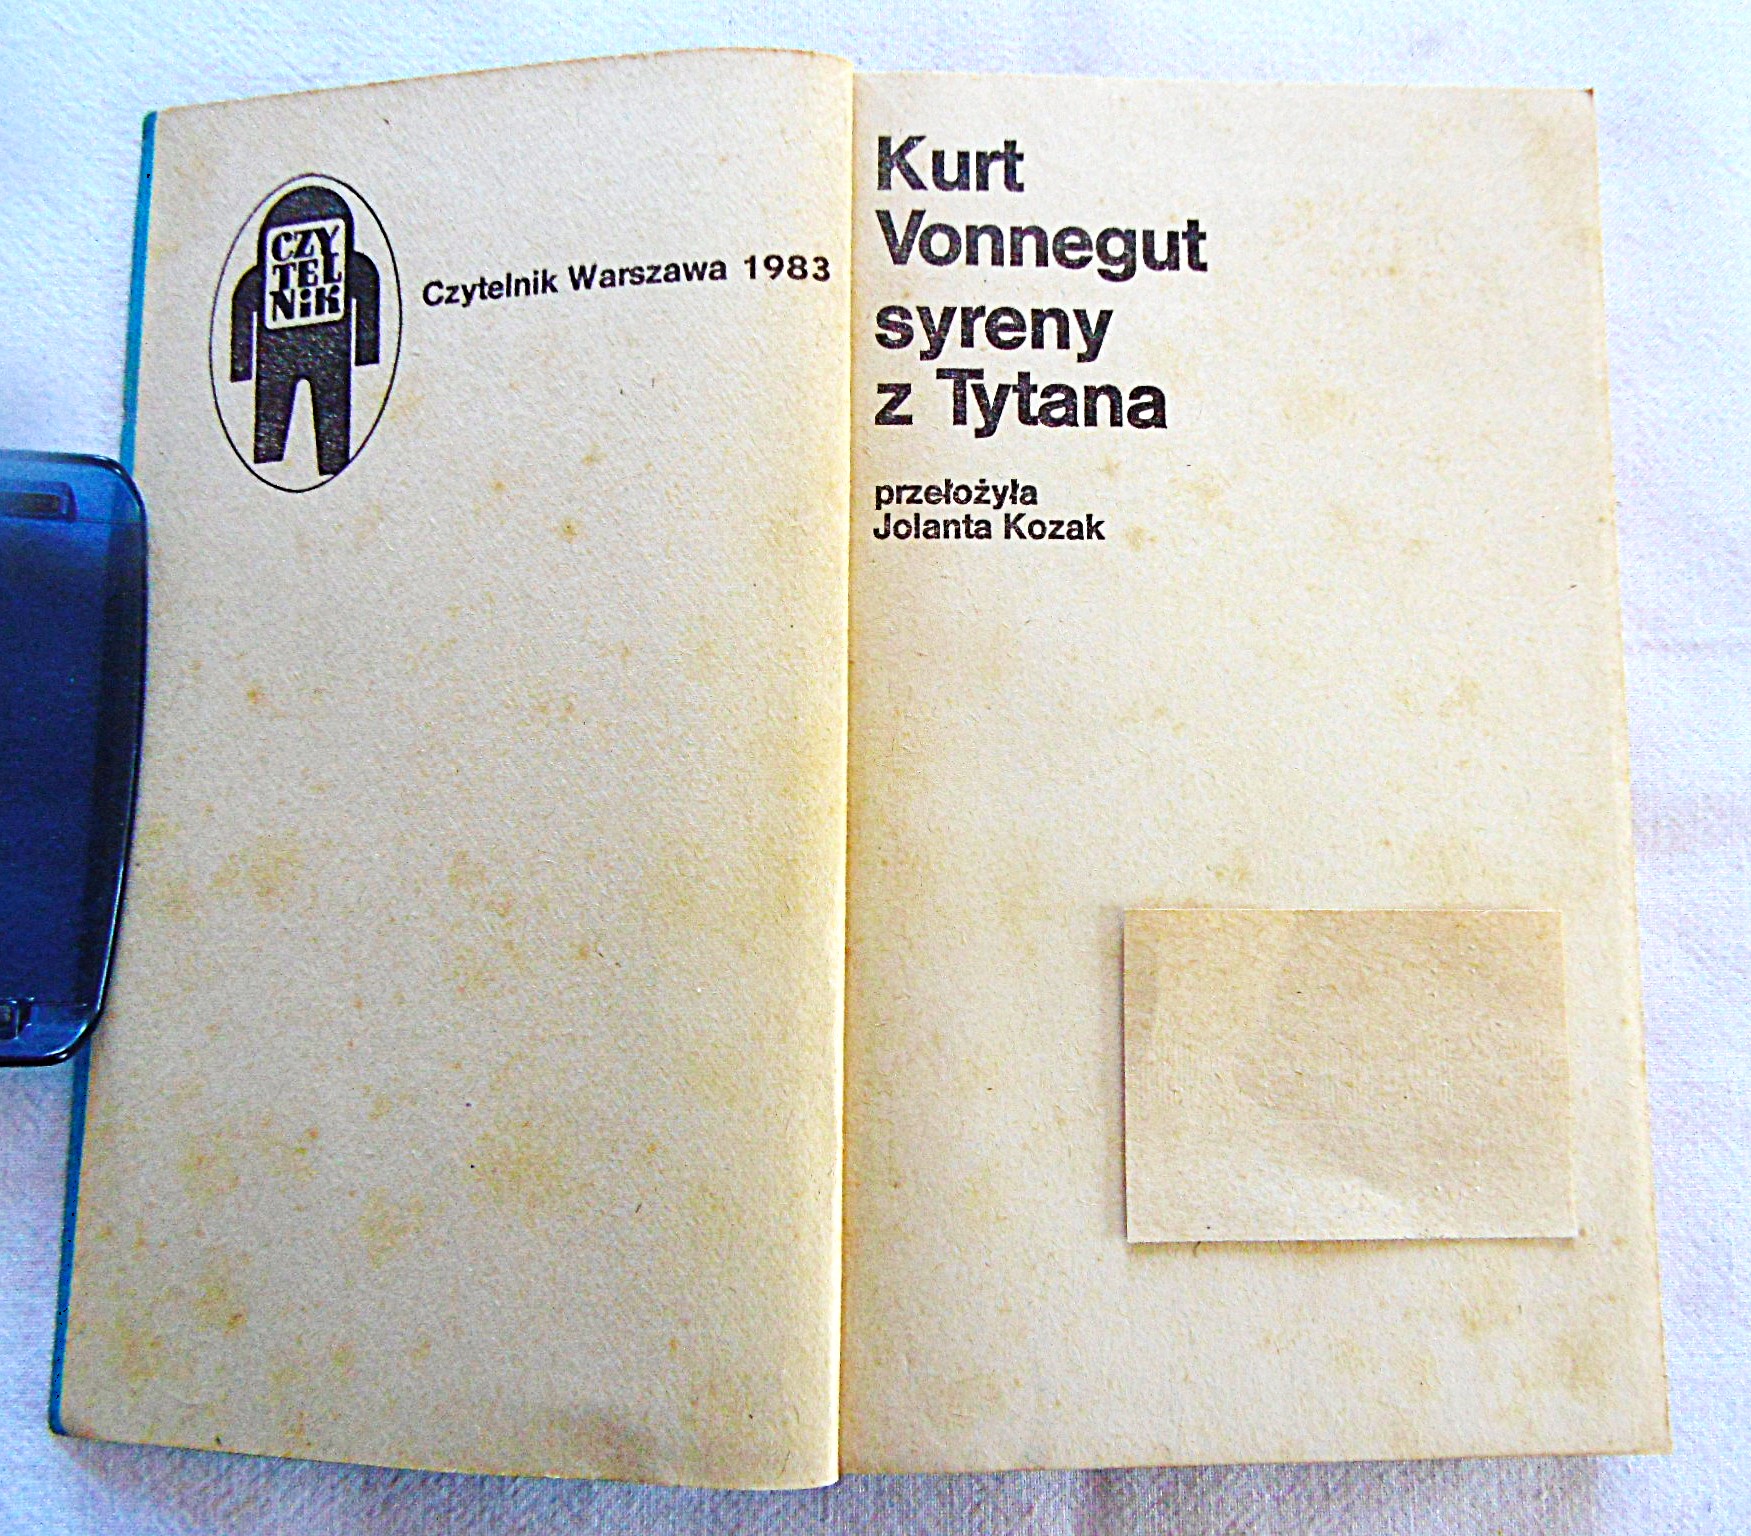 CZY
TEL
NiK
Czytelnik Warszawa 1983
Kurt
Vonnegut
syreny
z Tytana
przełożyła
Jolanta Kozak